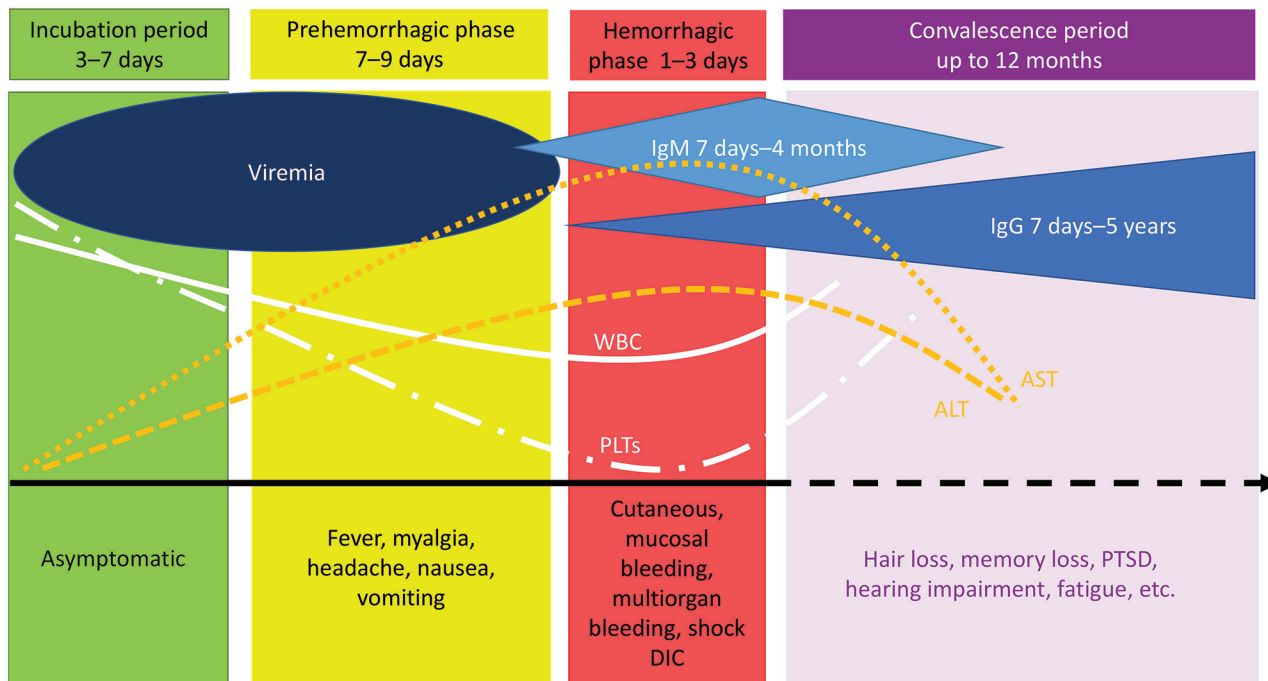 Incubation period
3–7 days
Prehemorrhagic phase
7–9 days
Hemorrhagic
phase 1–3 days
Convalescence period
up to 12 months
Viremia
IgM 7 days–4 months
IgG 7 days–5 years
WBC
AST
ALT
PLTs
Asymptomatic
Fever, myalgia,
headache, nausea,
vomiting
Cutaneous,
mucosal
bleeding,
multiorgan
bleeding, shock
DIC
Hair loss, memory loss, PTSD,
hearing impairment, fatigue, etc.